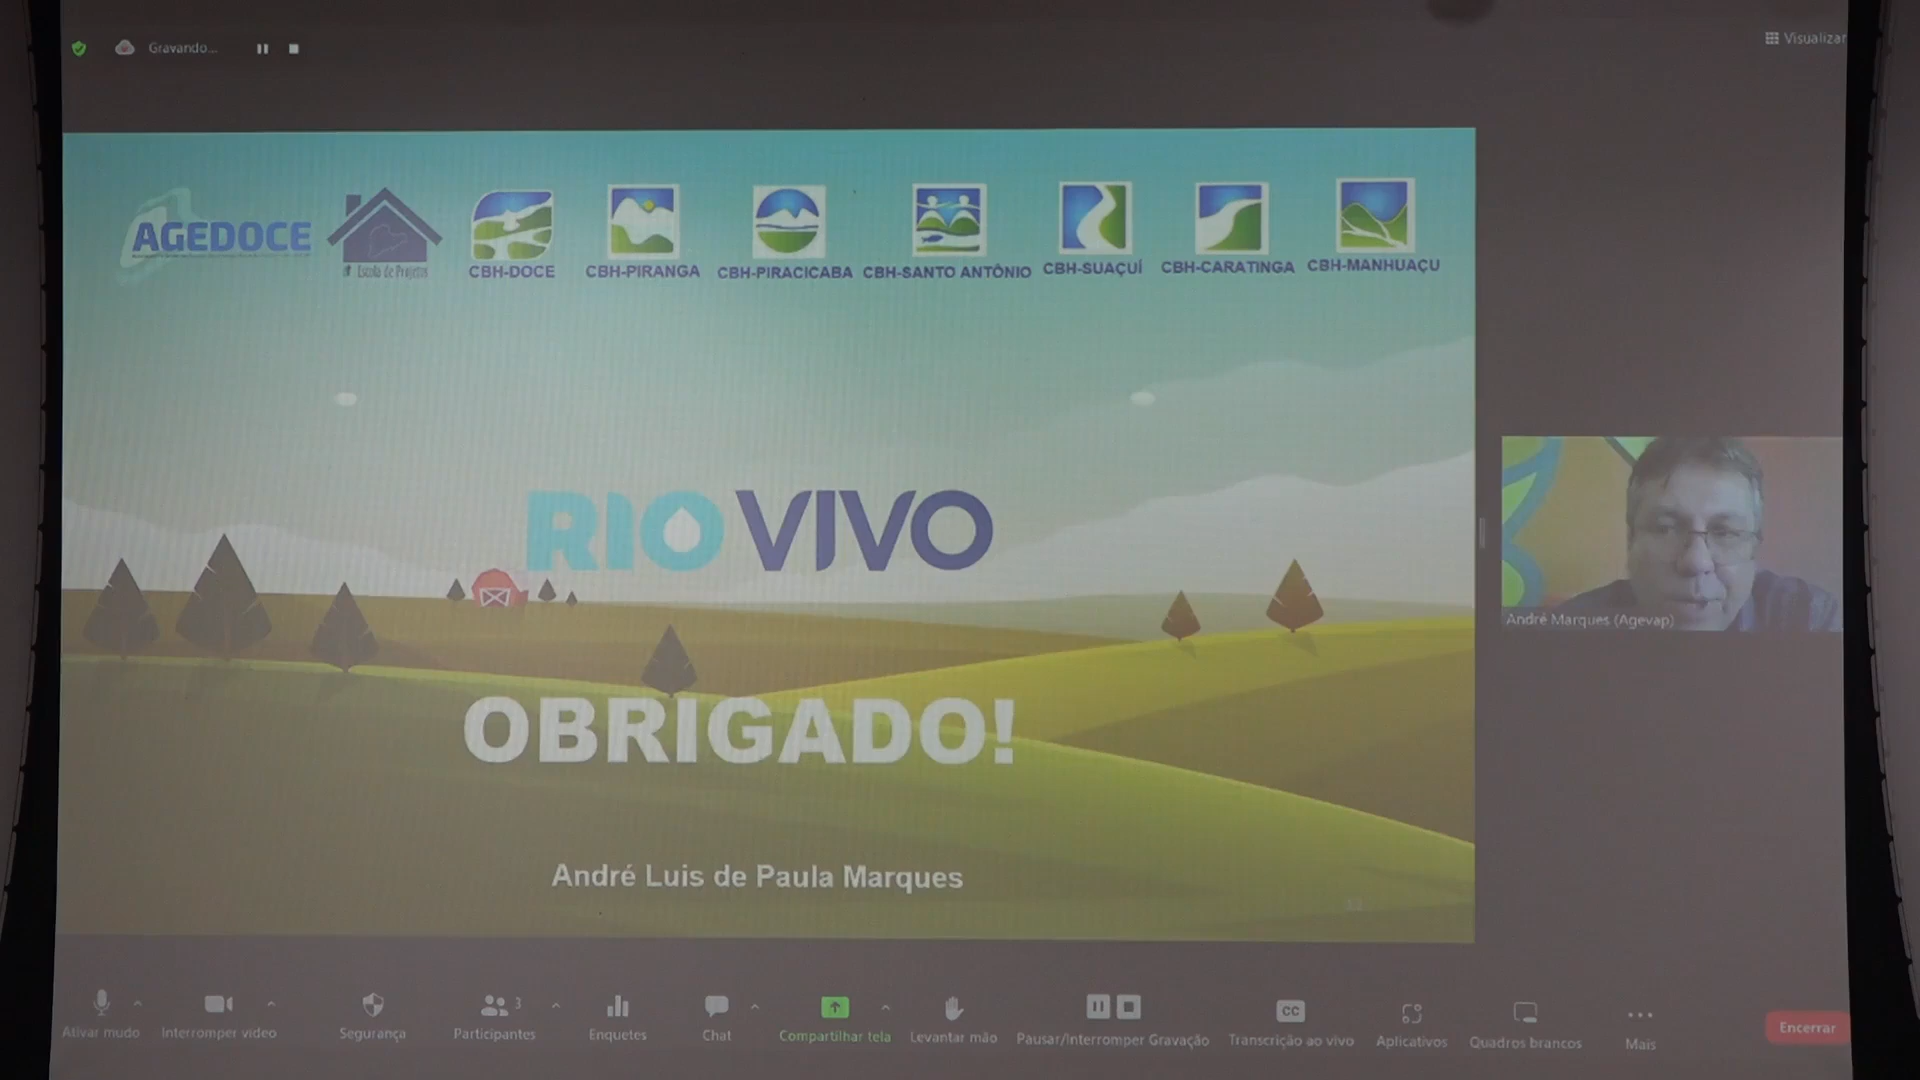 Gravando...
Visualizar
AGEDOCE
Escola de Projetos
CBH-DOCE
CBH-PIRANGA
CBH-PIRACICABA
CBH-SANTO ANTÔNIO
CBH-SUAÇUÍ
CBH-CARATINGA
CBH-MANHUAÇU
RIO VIVO
André Marques (Agevap)
OBRIGADO!
André Luis de Paula Marques
Ativar mudo
Interromper vídeo
Segurança
3
Participantes
Enquetes
Chat
Compartilhar tela
Levantar mão
Pausar/Interromper Gravação
CC
Transcrição ao vivo
Aplicativos
Quadros brancos
Mais
Encerrar